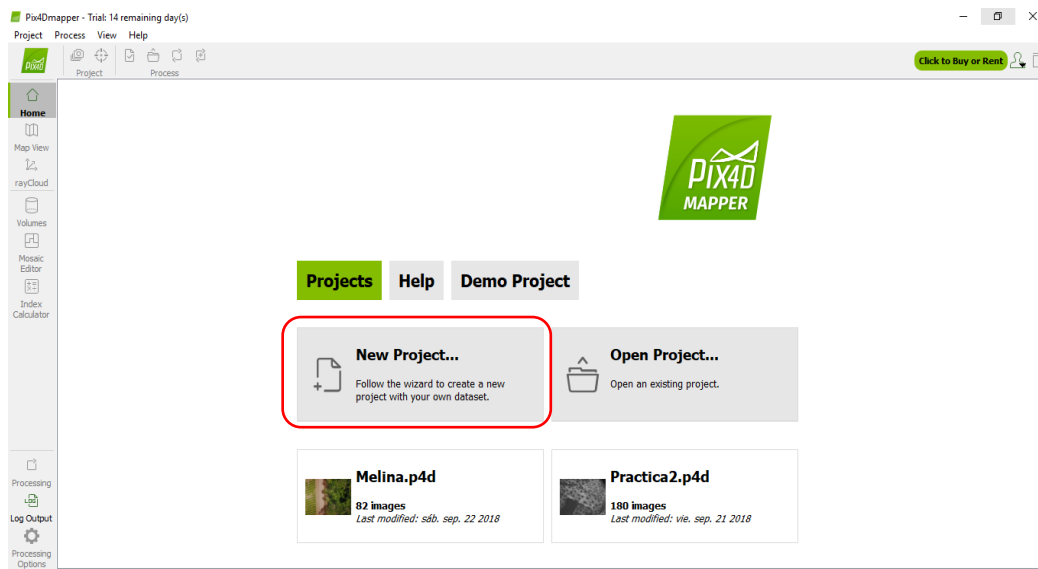 Pix4Dmapper - Trial: 14 remaining day(s)
Project Process View Help
PIX4D
Project Process
Click to Buy or Rent
Home
Map View
rayCloud
Volumes
Mosaic
Editor
Index
Calculator
Processing
Log Output
Processing
Options
PIX4D
MAPPER
Projects Help Demo Project
New Project...
Follow the wizard to create a new
project with your own dataset.
Open Project...
Open an existing project.
Melina.p4d
82 images
Last modified: sáb. sep. 22 2018
Practica2.p4d
180 images
Last modified: vie. sep. 21 2018